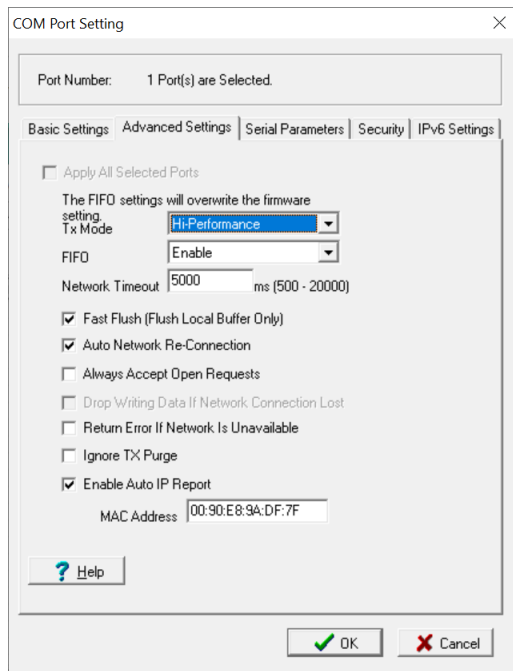 COM Port Setting
Port Number: 1 Port(s) are Selected.
Basic Settings Advanced Settings Serial Parameters Security IPv6 Settings
Apply All Selected Ports
The FIFO settings will overwrite the firmware
setting.
Tx Mode Hi-Performance
FIFO Enable
Network Timeout 5000 ms (500 - 20000)
Fast Flush (Flush Local Buffer Only)
Auto Network Re-Connection
Always Accept Open Requests
Drop Writing Data If Network Connection Lost
Return Error If Network Is Unavailable
Ignore TX Purge
Enable Auto IP Report
MAC Address 00:90:E8:9A:DF:7F
? Help
OK Cancel